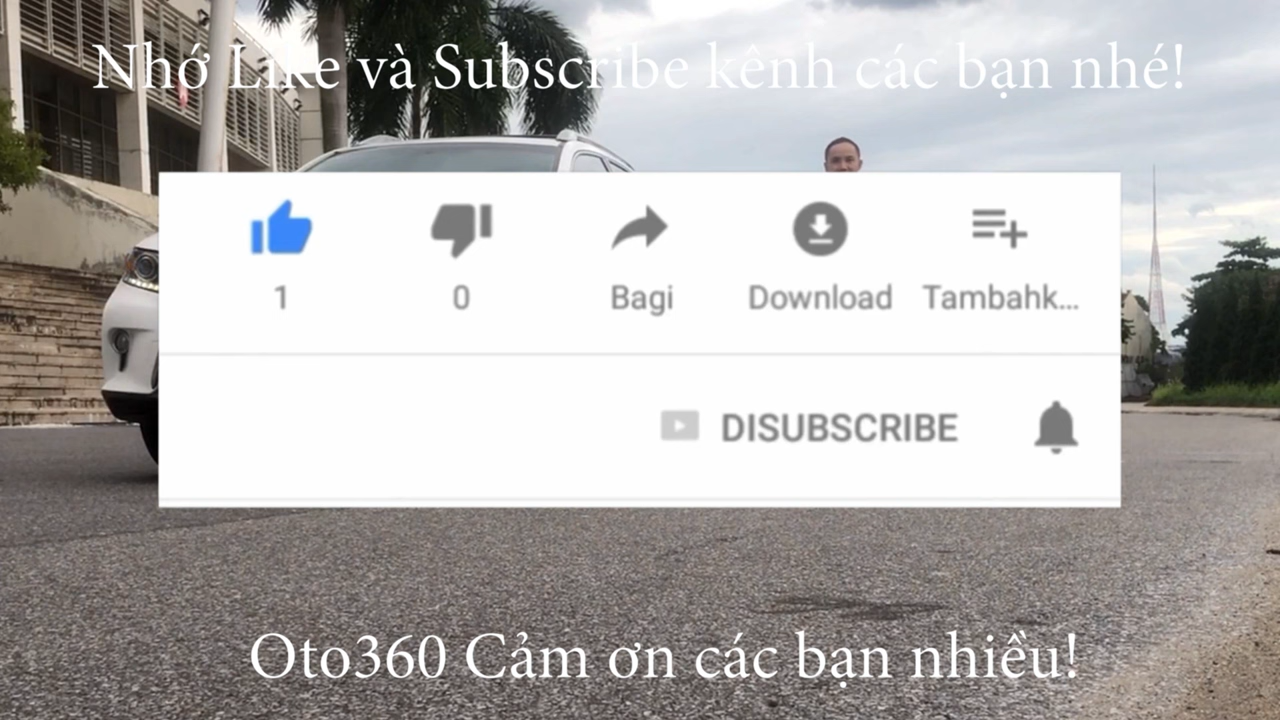 Nhớ Like và Subscribe kênh các bạn nhé!
1 0 Bagi Download Tambahk...
DISUBSCRIBE
Oto360 Cảm ơn các bạn nhiều!